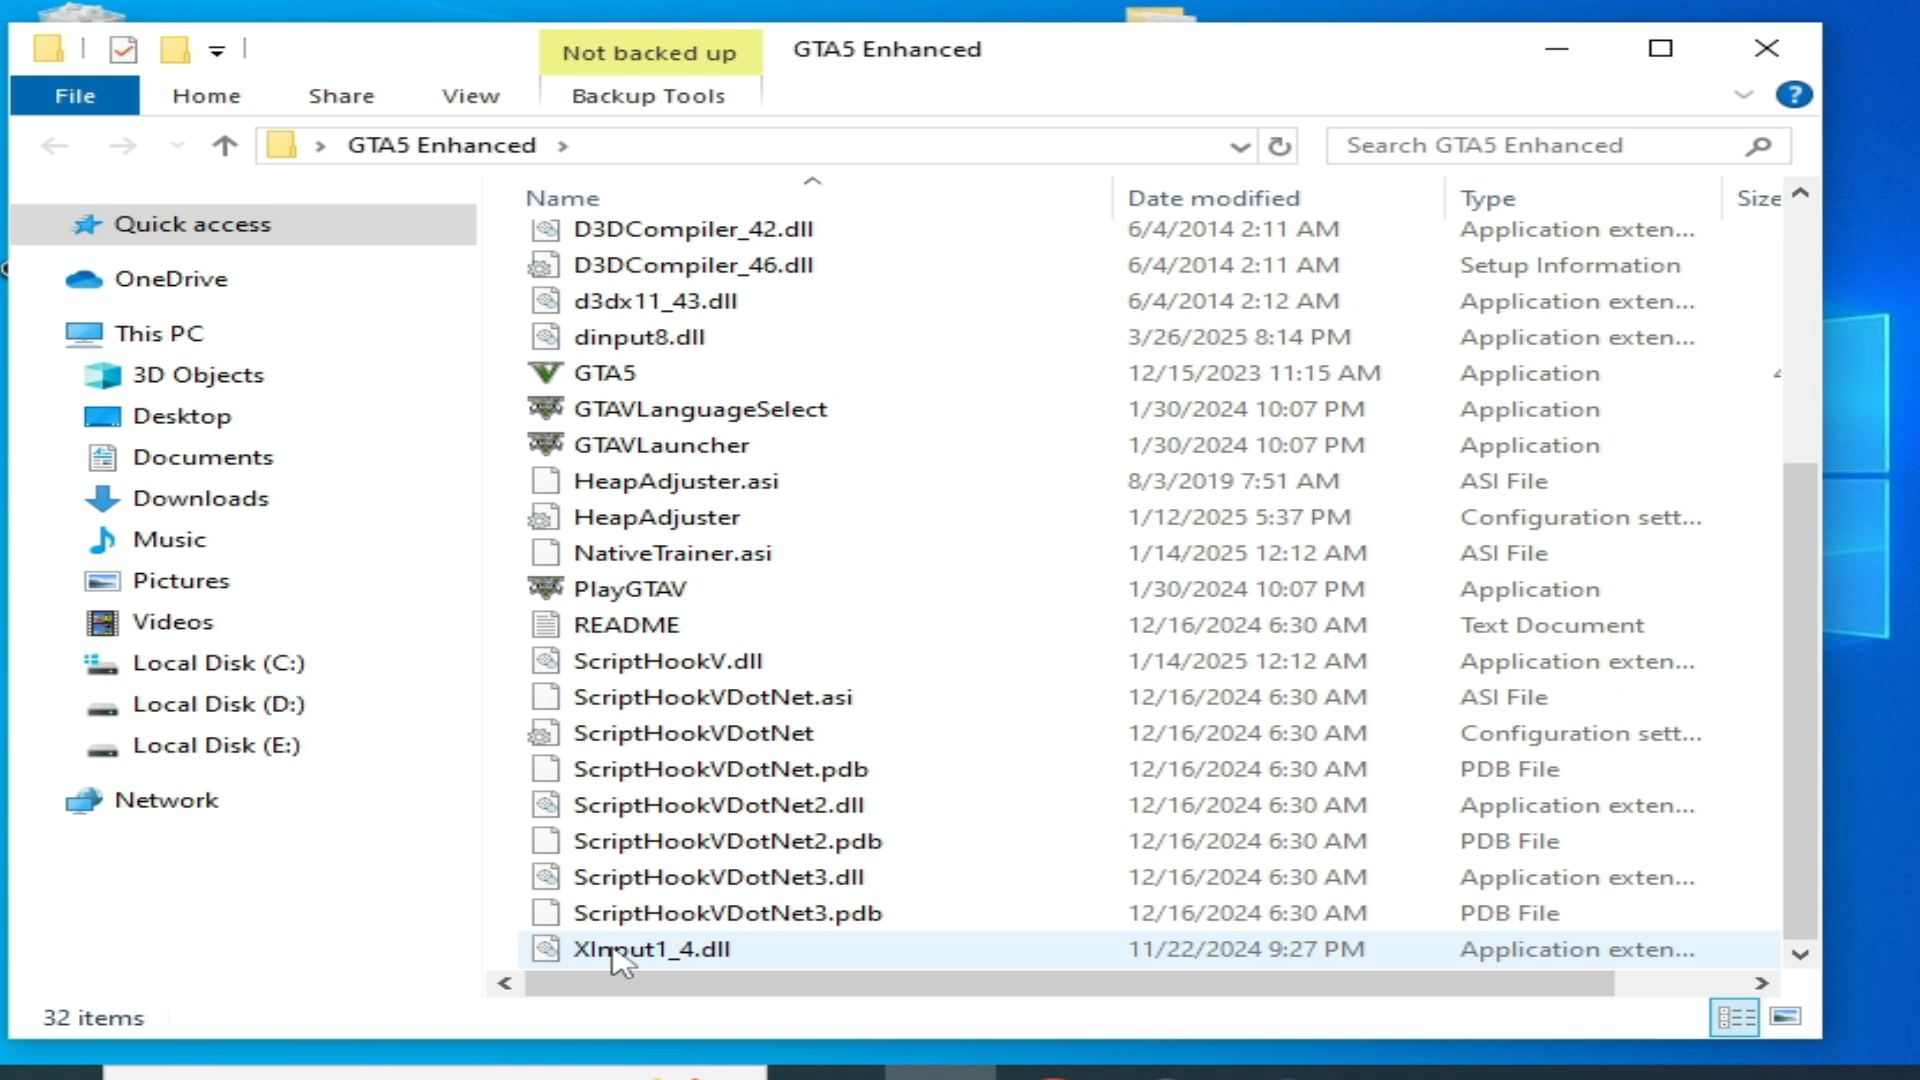 Not backed up
GTA5 Enhanced
File Home Share View Backup Tools
?
GTA5 Enhanced
Search GTA5 Enhanced
Name Date modified Type Size
Quick access
OneDrive
This PC
3D Objects
Desktop
Documents
Downloads
Music
Pictures
Videos
Local Disk (C:)
Local Disk (D:)
Local Disk (E:)
Network
D3DCompiler_42.dll 6/4/2014 2:11 AM Application exten...
D3DCompiler_46.dll 6/4/2014 2:11 AM Setup Information
d3dx11_43.dll 6/4/2014 2:12 AM Application exten...
dinput8.dll 3/26/2025 8:14 PM Application exten...
GTA5 12/15/2023 11:15 AM Application
GTAVLanguageSelect 1/30/2024 10:07 PM Application
GTAVLauncher 1/30/2024 10:07 PM Application
HeapAdjuster.asi 8/3/2019 7:51 AM ASI File
HeapAdjuster 1/12/2025 5:37 PM Configuration sett...
NativeTrainer.asi 1/14/2025 12:12 AM ASI File
PlayGTAV 1/30/2024 10:07 PM Application
README 12/16/2024 6:30 AM Text Document
ScriptHookV.dll 1/14/2025 12:12 AM Application exten...
ScriptHookVDotNet.asi 12/16/2024 6:30 AM ASI File
ScriptHookVDotNet 12/16/2024 6:30 AM Configuration sett...
ScriptHookVDotNet.pdb 12/16/2024 6:30 AM PDB File
ScriptHookVDotNet2.dll 12/16/2024 6:30 AM Application exten...
ScriptHookVDotNet2.pdb 12/16/2024 6:30 AM PDB File
ScriptHookVDotNet3.dll 12/16/2024 6:30 AM Application exten...
ScriptHookVDotNet3.pdb 12/16/2024 6:30 AM PDB File
XInput1_4.dll 11/22/2024 9:27 PM Application exten...
32 items